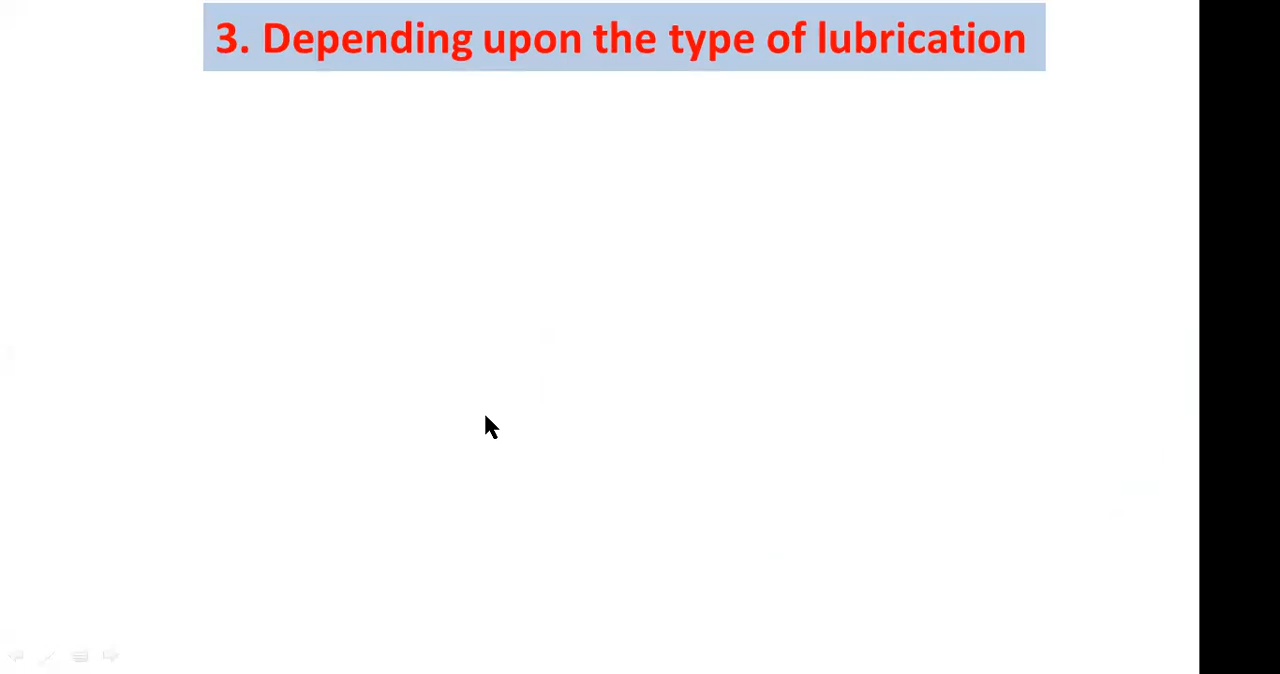 3. Depending upon the type of lubrication